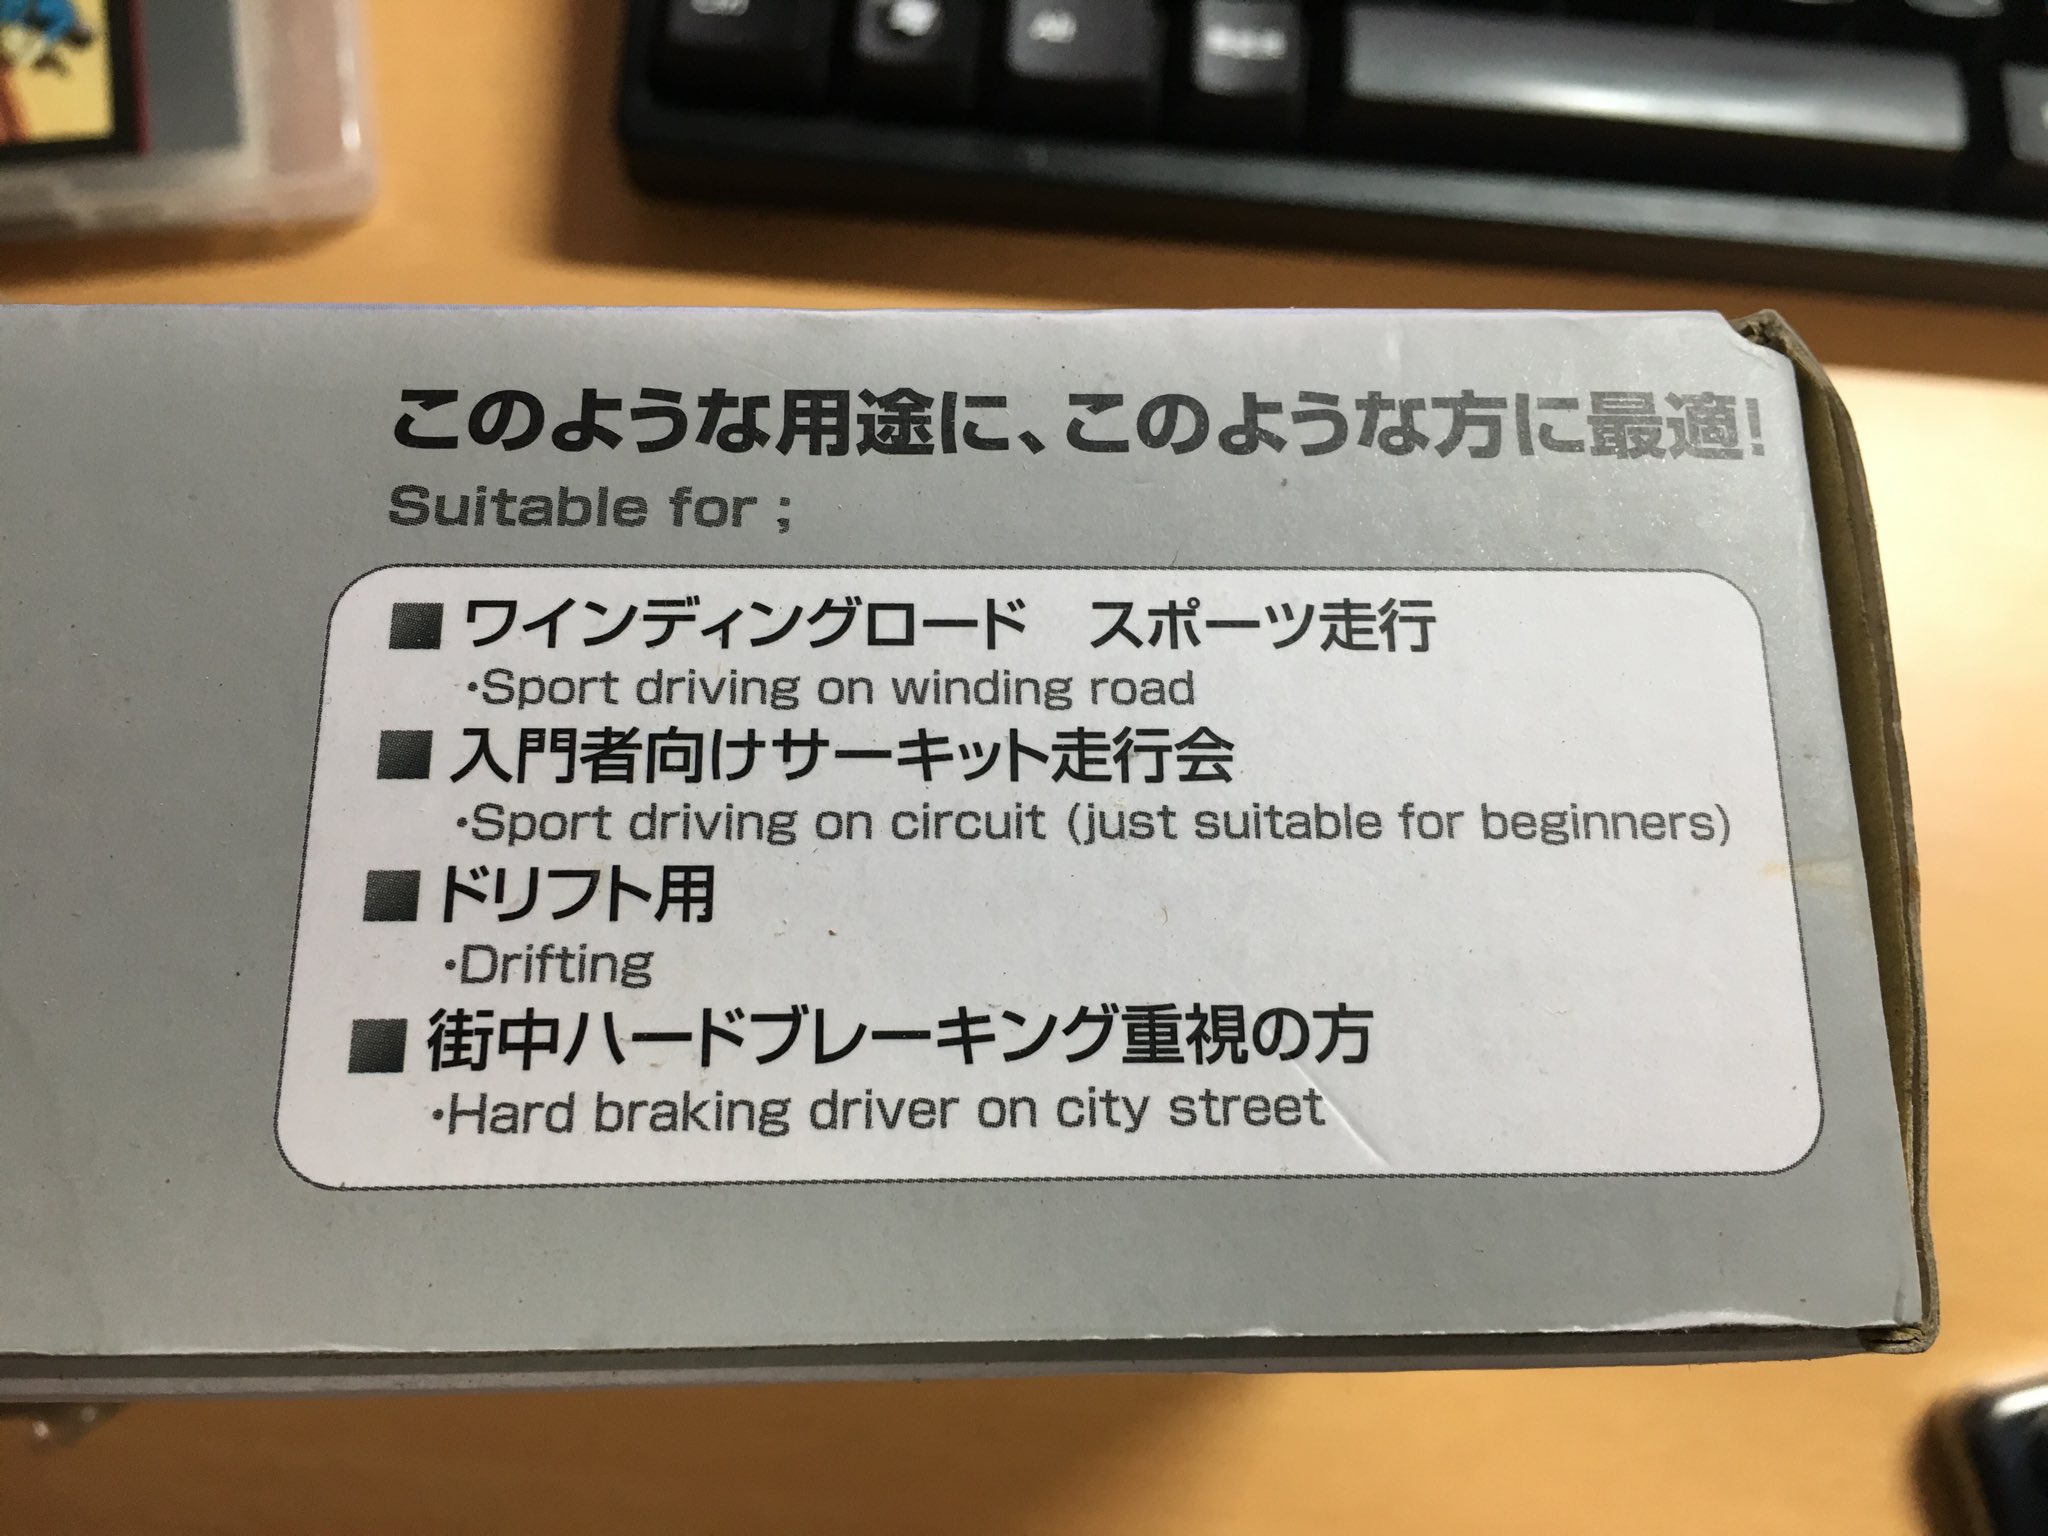 このような用途に、このような方に最適!
Suitable for ;
■ワインディングロード　スポーツ走行
・Sport driving on winding road
■入門者向けサーキット走行会
・Sport driving on circuit (just suitable for beginners)
■ドリフト用
・Drifting
■街中ハードブレーキング重視の方
・Hard braking driver on city street